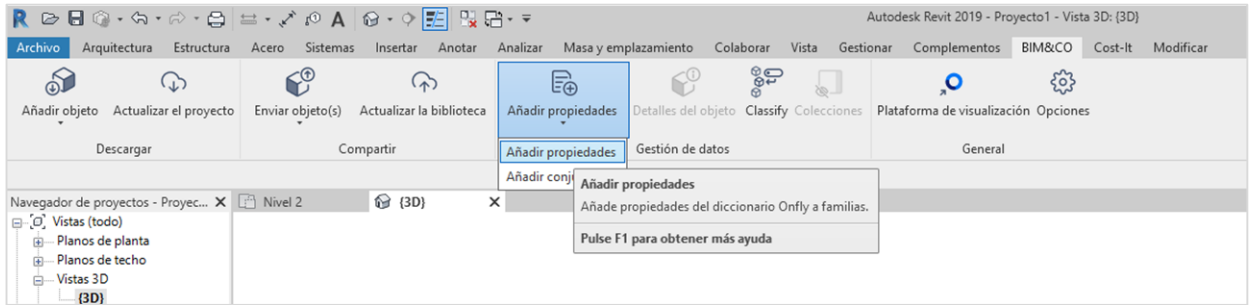 Autodesk Revit 2019 - Proyecto1 - Vista 3D: {3D}
Archivo Arquitectura Estructura Acero Sistemas Insertar Anotar Analizar Masa y emplazamiento Colaborar Vista Gestionar Complementos BIM&CO Cost-It Modificar
Añadir objeto Actualizar el proyecto Enviar objeto(s) Actualizar la biblioteca Añadir propiedades Detalles del objeto Classify Colecciones Plataforma de visualización Opciones
Descargar Compartir Añadir propiedades Gestión de datos General
Añadir conj
Añadir propiedades
Añade propiedades del diccionario Onfly a familias.
Pulse F1 para obtener más ayuda
Navegador de proyectos - Proyec... Nivel 2 {3D}
Vistas (todo)
Planos de planta
Planos de techo
Vistas 3D
{3D}